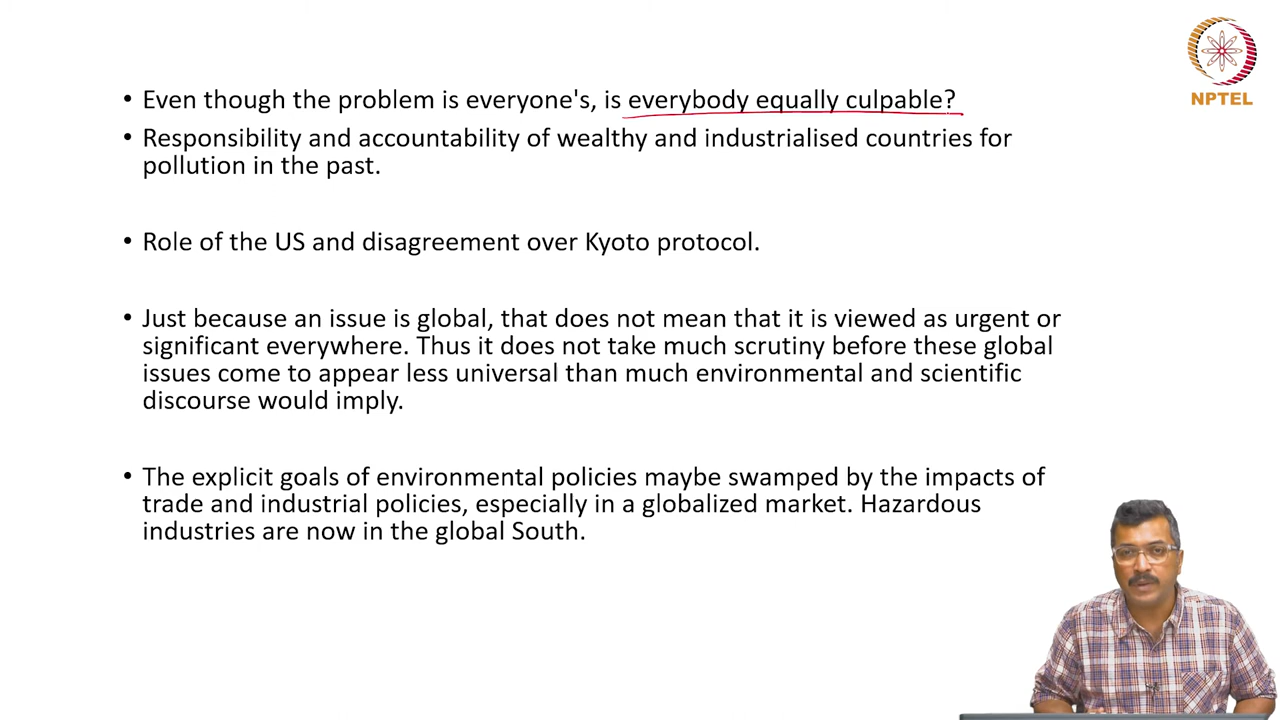 • Even though the problem is everyone's, is everybody equally culpable?
• Responsibility and accountability of wealthy and industrialised countries for
pollution in the past.
• Role of the US and disagreement over Kyoto protocol.
• Just because an issue is global, that does not mean that it is viewed as urgent or
significant everywhere. Thus it does not take much scrutiny before these global
issues come to appear less universal than much environmental and scientific
discourse would imply.
• The explicit goals of environmental policies maybe swamped by the impacts of
trade and industrial policies, especially in a globalized market. Hazardous
industries are now in the global South.
NPTEL